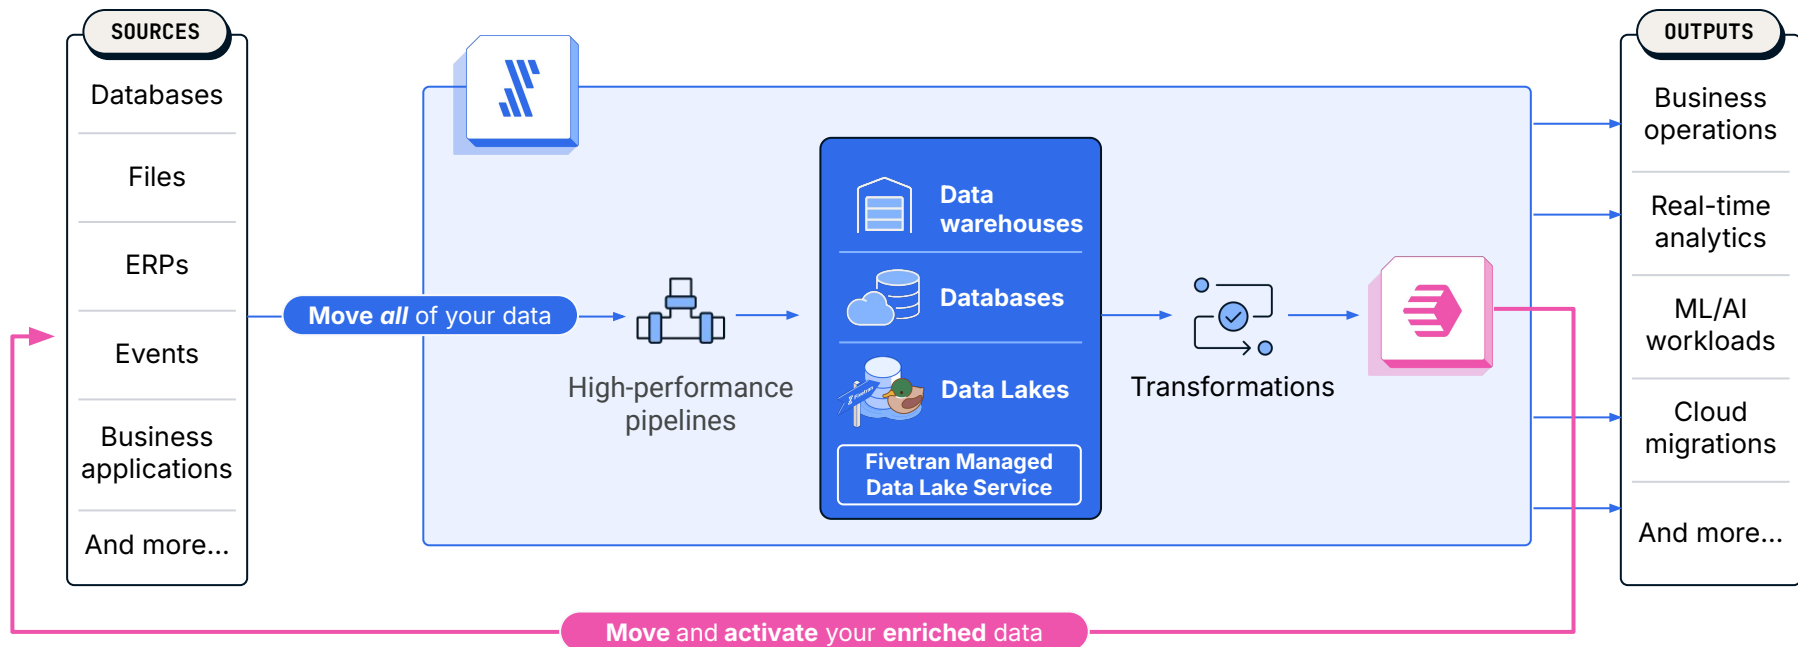 SOURCES
Databases
Files
ERPs
Events
Business
applications
And more...
Move all of your data
High-performance
pipelines
Data
warehouses
Databases
Fivetran
Data Lakes
Fivetran Managed
Data Lake Service
Transformations
OUTPUTS
Business
operations
Real-time
analytics
ML/AI
workloads
Cloud
migrations
And more...
Move and activate your enriched data